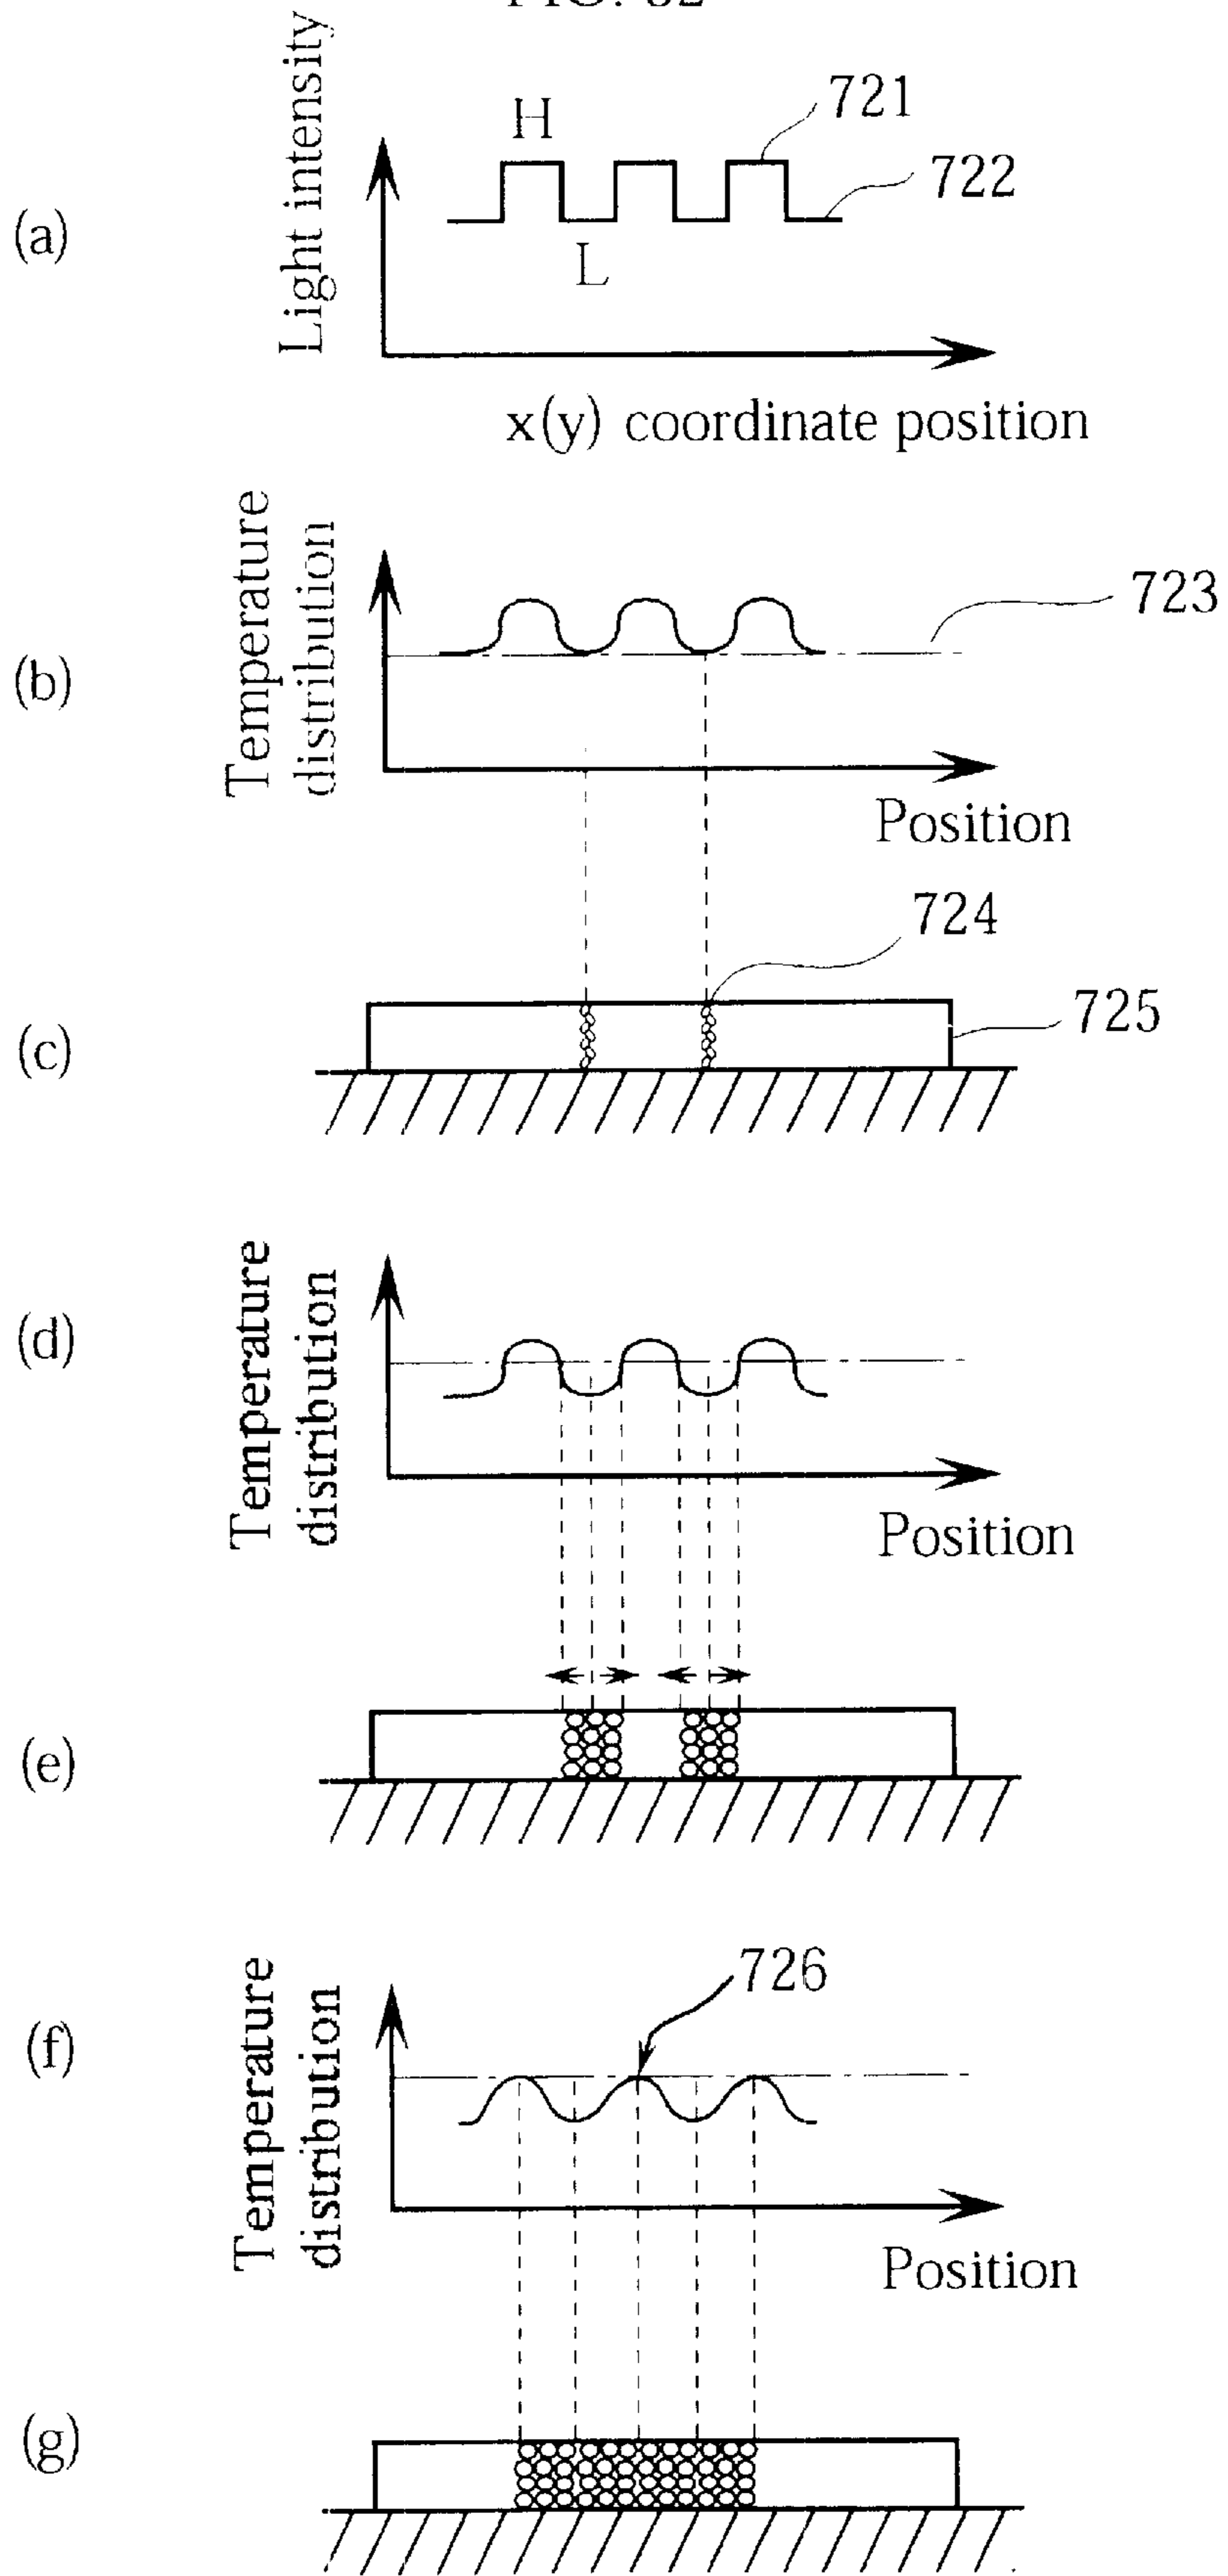 (a)
Light intensity
H
L
721
722
x(y) coordinate position
(b)
Temperature
distribution
723
Position
(c)
724
725
(d)
Temperature
distribution
Position
(e)
(f)
Temperature
distribution
726
Position
(g)